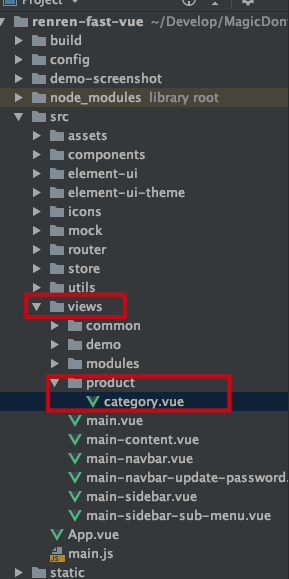 Project
renren-fast-vue ~/Develop/MagicDon
build
config
demo-screenshot
node_modules library root
src
assets
components
element-ui
element-ui-theme
icons
mock
router
store
utils
views
common
demo
modules
product
category.vue
main.vue
main-content.vue
main-navbar.vue
main-navbar-update-password.
main-sidebar.vue
main-sidebar-sub-menu.vue
App.vue
main.js
static